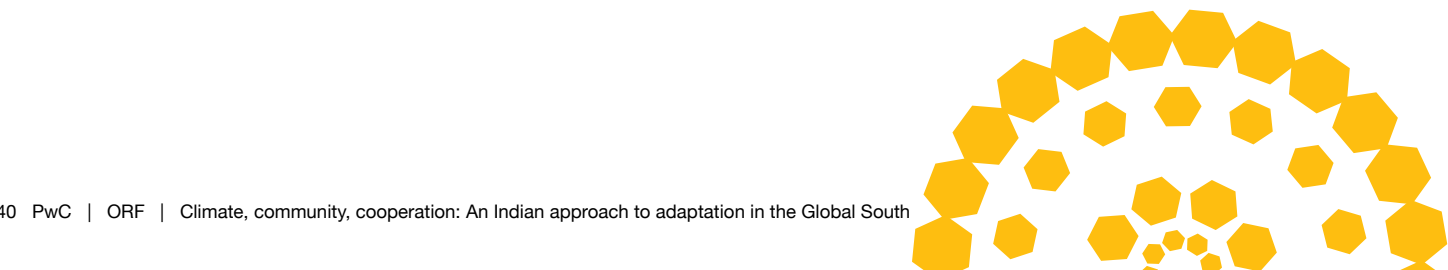 40 PwC | ORF | Climate, community, cooperation: An Indian approach to adaptation in the Global South